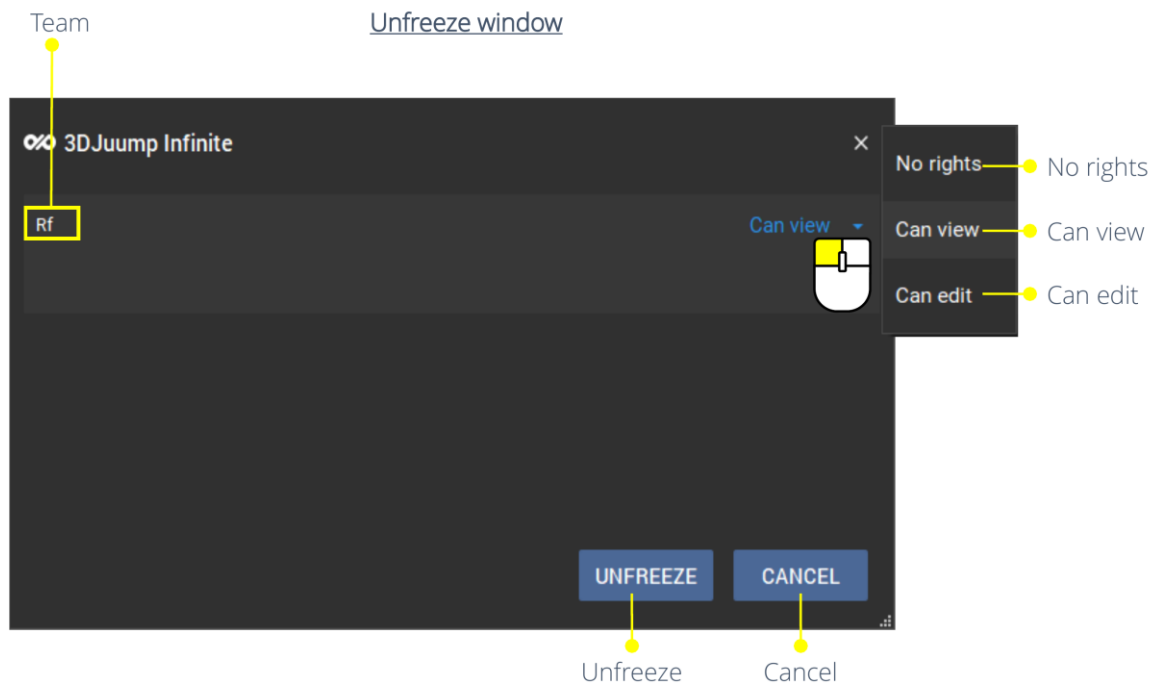 Team
Unfreeze window
3DJuump Infinite
No rights
No rights
Rf
Can view
Can view
Can view
Can edit
Can edit
UNFREEZE
CANCEL
Unfreeze
Cancel